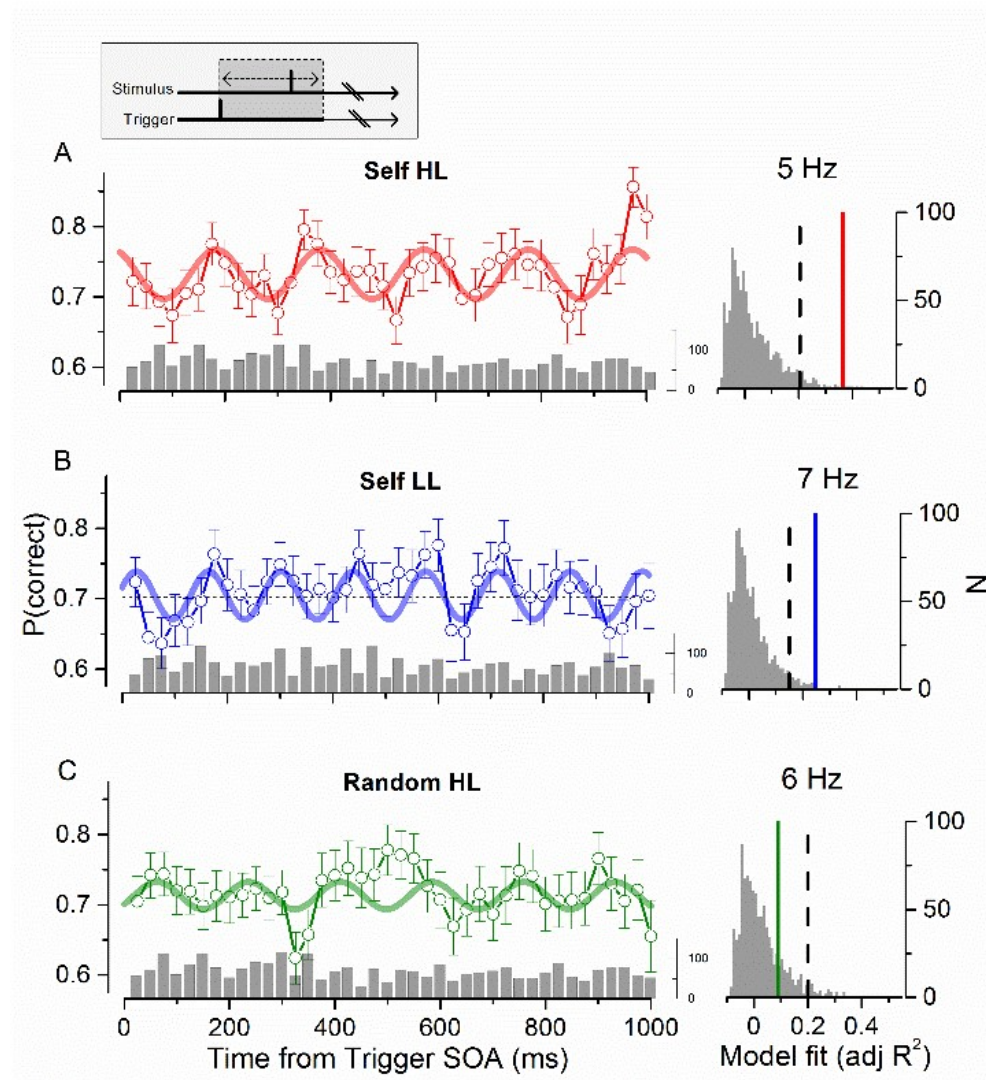 Stimulus
Trigger
A
Self HL
5 Hz
0.8
0.7
0.6
100
0
100
50
0
B
Self LL
7 Hz
0.8
0.7
0.6
100
0
100
50
0
P(correct)
N
C
Random HL
6 Hz
0.8
0.7
0.6
100
0
100
50
0
0 200 400 600 800 1000
0 0.2 0.4
Time from Trigger SOA (ms)
Model fit (adj R²)